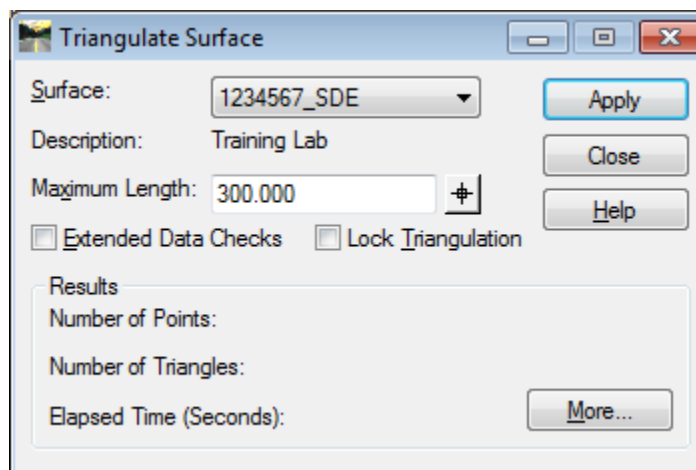 Triangulate Surface
Surface: 1234567_SDE Apply
Description: Training Lab Close
Maximum Length: 300.000 Help
Extended Data Checks Lock Triangulation
Results
Number of Points:
Number of Triangles:
Elapsed Time (Seconds): More...